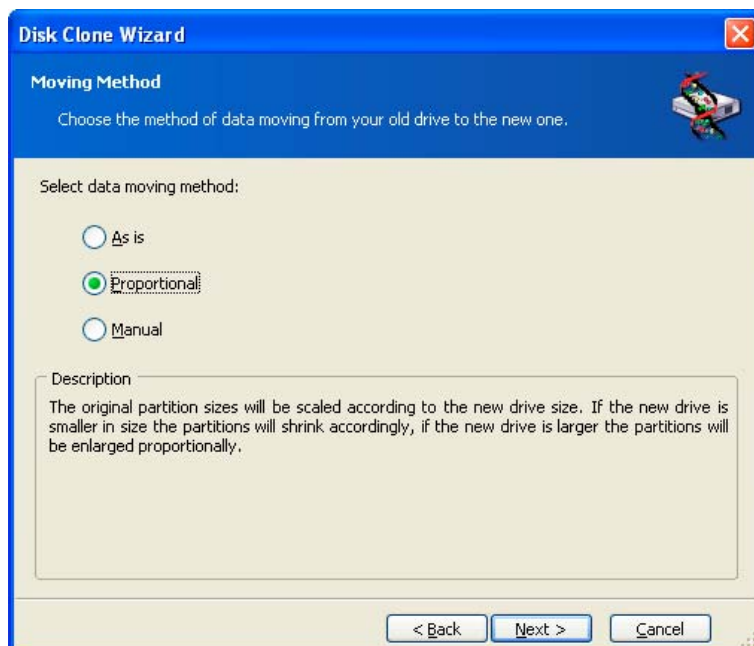 Disk Clone Wizard
Moving Method
Choose the method of data moving from your old drive to the new one.
Select data moving method:
As is
Proportional
Manual
Description
The original partition sizes will be scaled according to the new drive size. If the new drive is
smaller in size the partitions will shrink accordingly, if the new drive is larger the partitions will
be enlarged proportionally.
< Back Next > Cancel